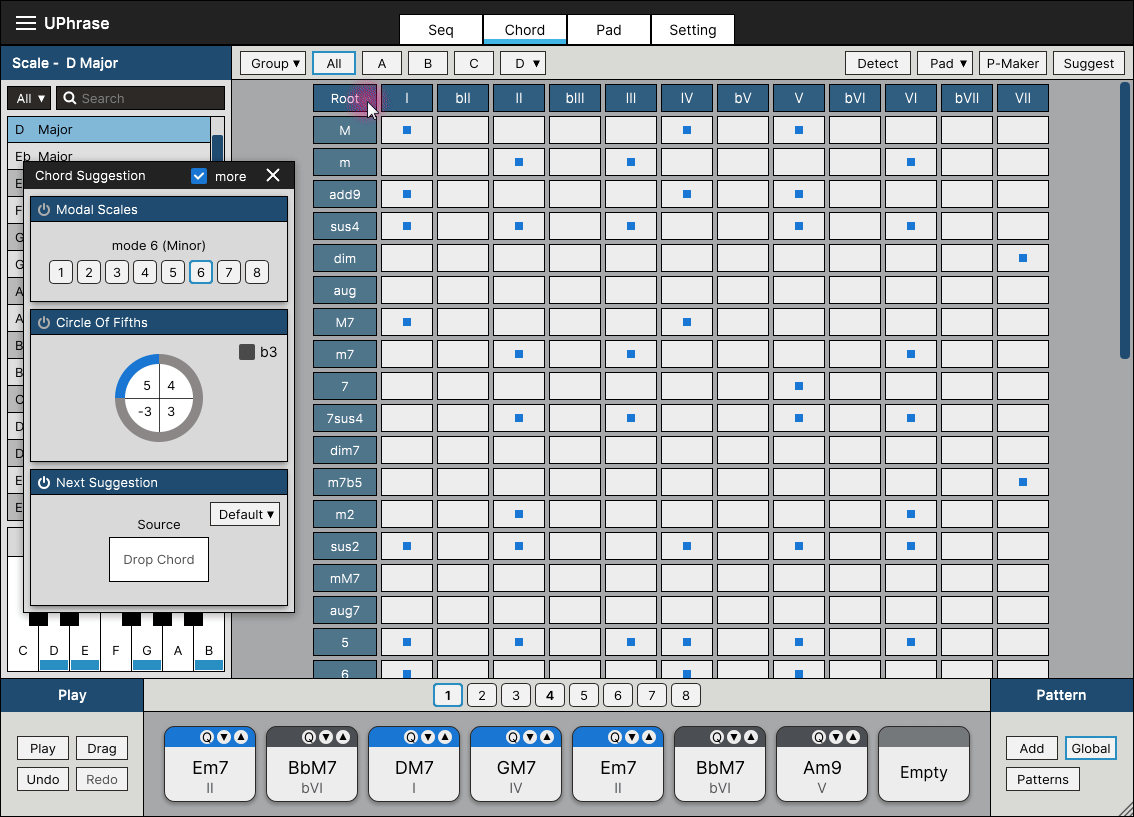 UPhrase
Seq Chord Pad Setting
Scale - D Major
Group ▾ All A B C D ▾ Detect Pad ▾ P-Maker Suggest
All ▾ Search
Root I bII II bIII III IV bV V bVI VI bVII VII
D Major
M
Eb Major
m
Chord Suggestion more
add9
Modal Scales
sus4
mode 6 (Minor)
dim
1 2 3 4 5 6 7 8
aug
Circle Of Fifths
M7
b3
m7
5 4
-3 3
7
7sus4
dim7
Next Suggestion
m7b5
Default ▾
m2
Source
sus2
Drop Chord
mM7
aug7
C D E F G A B
5
6
Play
1 2 3 4 5 6 7 8
Pattern
Play Drag
Undo Redo
Q Q Q Q Q Q Q
Em7 BbM7 DM7 GM7 Em7 BbM7 Am9 Empty
II bVI I IV II bVI V
Add Global
Patterns